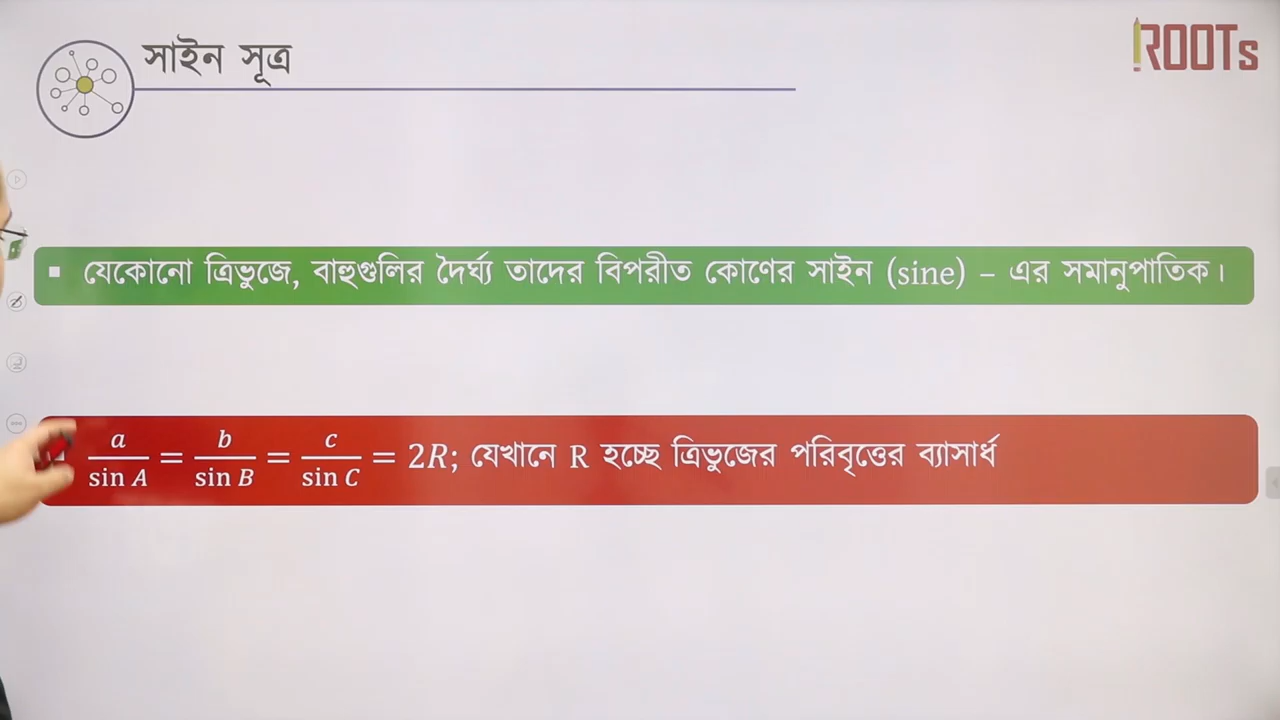 সাইন সূত্র
ROOTs
▪ যেকোনো ত্রিভুজে, বাহুগুলির দৈর্ঘ্য তাদের বিপরীত কোণের সাইন (sine) – এর সমানুপাতিক।
a/sin A = b/sin B = c/sin C = 2R; যেখানে R হচ্ছে ত্রিভুজের পরিবৃত্তের ব্যাসার্ধ